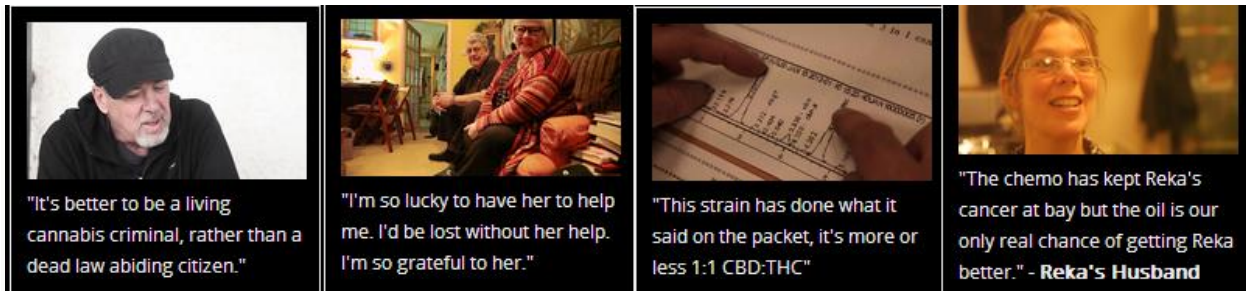 "It's better to be a living
cannabis criminal, rather than a
dead law abiding citizen."
"I'm so lucky to have her to help
me. I'd be lost without her help.
I'm so grateful to her."
"This strain has done what it
said on the packet, it's more or
less 1:1 CBD:THC"
"The chemo has kept Reka's
cancer at bay but the oil is our
only real chance of getting Reka
better." - Reka's Husband